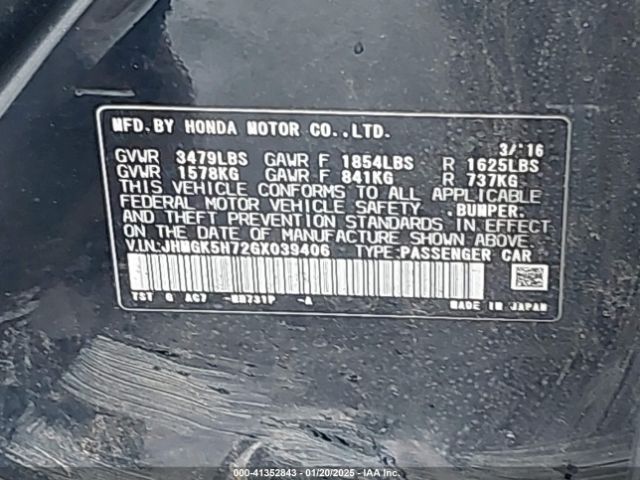 MFD.BY HONDA MOTOR CO.,LTD.
3/'16
GVWR 3479LBS GAWR F 1854LBS R 1625LBS
GVWR 1578KG GAWR F 841KG R 737KG
THIS VEHICLE CONFORMS TO ALL APPLICABLE
FEDERAL MOTOR VEHICLE SAFETY, BUMPER,
AND THEFT PREVENTION STANDARDS IN EFFECT
ON THE DATE OF MANUFACTURE SHOWN ABOVE.
V.I.N:JHMGK5H72GX039406 TYPE:PASSENGER CAR
TST G AC7 -A
MADE IN JAPAN
000-41352843 - 01/20/2025 - IAA Inc.